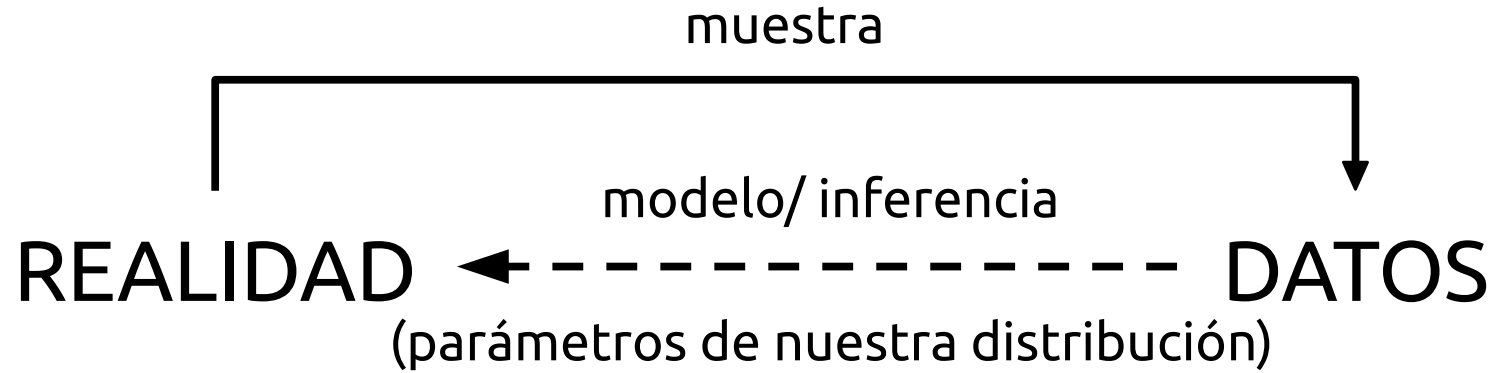 muestra
modelo/ inferencia
REALIDAD DATOS
(parámetros de nuestra distribución)